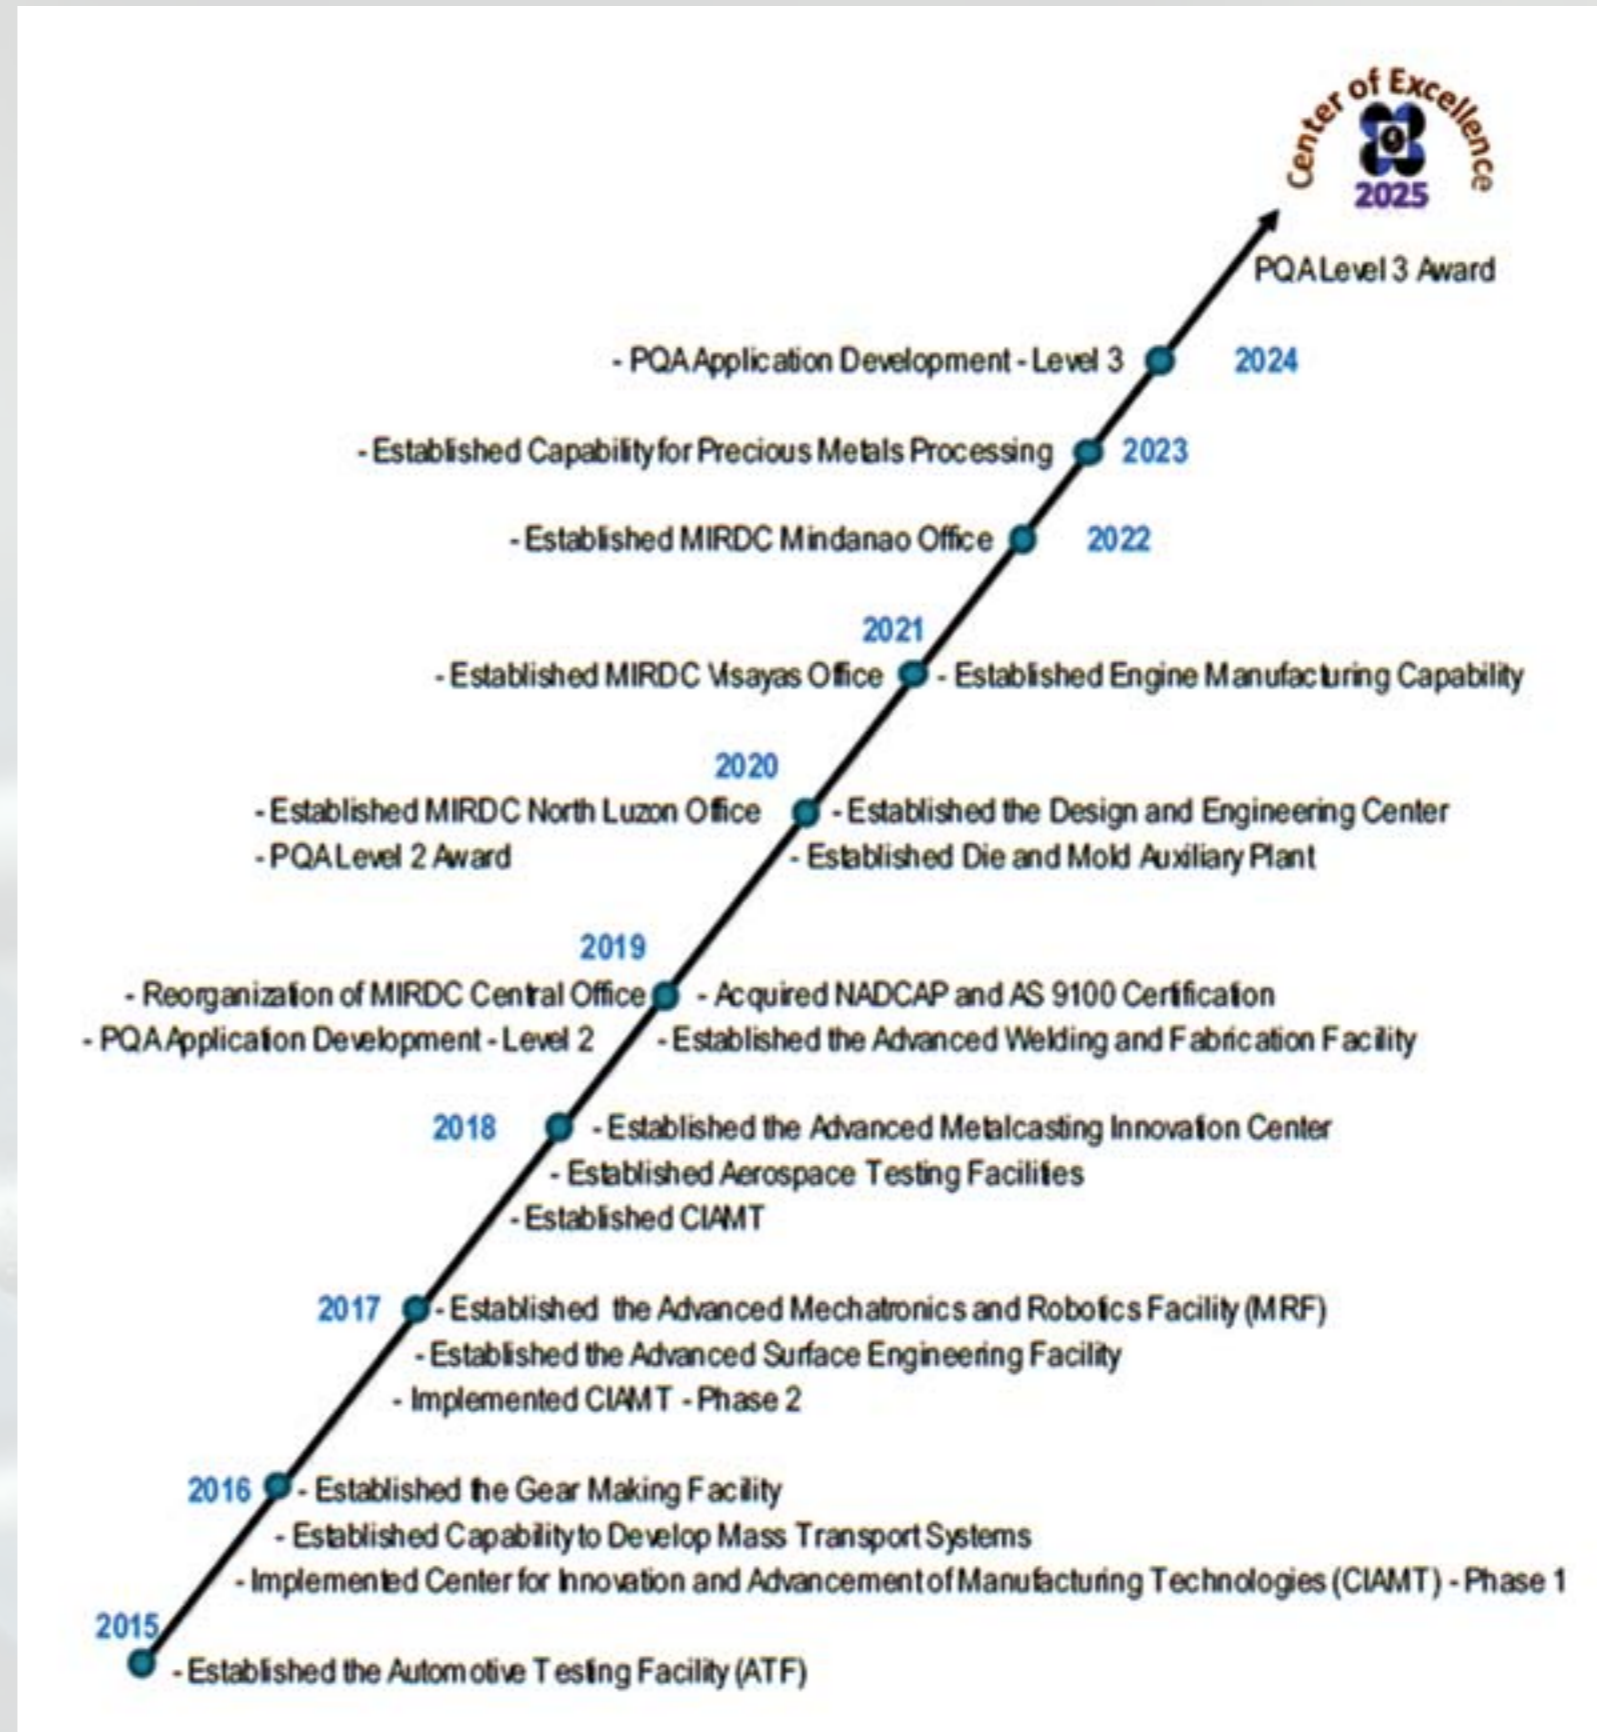 Center of Excellence
2025
PQA Level 3 Award
- PQA Application Development - Level 3
2024
- Established Capability for Precious Metals Processing
2023
- Established MIRDC Mindanao Office
2022
2021
- Established MIRDC Visayas Office
- Established Engine Manufacturing Capability
2020
- Established MIRDC North Luzon Office
- Established the Design and Engineering Center
- PQA Level 2 Award
- Established Die and Mold Auxiliary Plant
2019
- Reorganization of MIRDC Central Office
- Acquired NADCAP and AS 9100 Certification
- PQA Application Development - Level 2
- Established the Advanced Welding and Fabrication Facility
2018
- Established the Advanced Metalcasting Innovation Center
- Established Aerospace Testing Facilities
- Established CIAMT
2017
- Established the Advanced Mechatronics and Robotics Facility (MRF)
- Established the Advanced Surface Engineering Facility
- Implemented CIAMT - Phase 2
2016
- Established the Gear Making Facility
- Established Capability to Develop Mass Transport Systems
- Implemented Center for Innovation and Advancement of Manufacturing Technologies (CIAMT) - Phase 1
2015
- Established the Automotive Testing Facility (ATF)